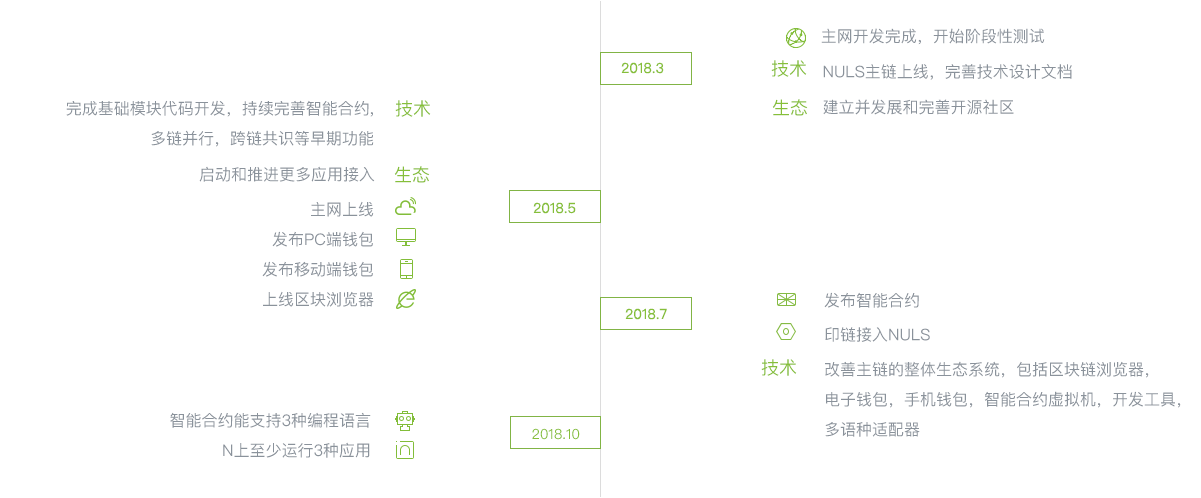 2018.3
主网开发完成，开始阶段性测试
技术 NULS主链上线，完善技术设计文档
生态 建立并发展和完善开源社区
2018.5
完成基础模块代码开发，持续完善智能合约， 技术
多链并行，跨链共识等早期功能
启动和推进更多应用接入 生态
主网上线
发布PC端钱包
发布移动端钱包
上线区块浏览器
2018.7
发布智能合约
印链接入NULS
技术 改善主链的整体生态系统，包括区块链浏览器，
电子钱包，手机钱包，智能合约虚拟机，开发工具，
多语种适配器
2018.10
智能合约能支持3种编程语言
N上至少运行3种应用